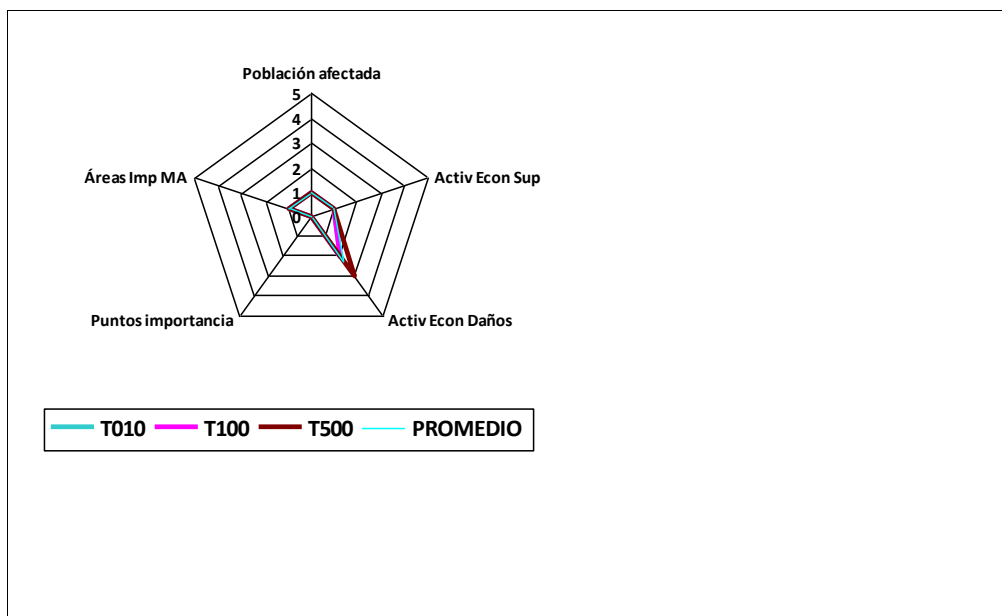 Población afectada
5
4
3
2
1
0
Áreas Imp MA
Activ Econ Sup
Puntos importancia
Activ Econ Daños
T010 T100 T500 PROMEDIO